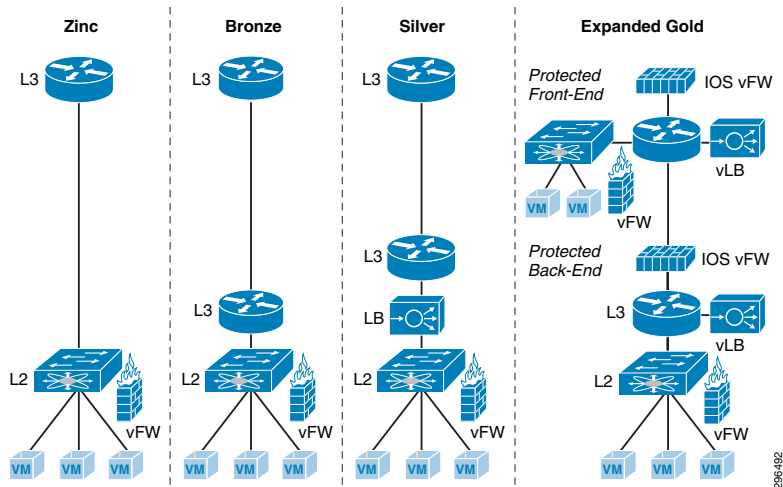 Zinc
L3
L2
vFW
VM VM VM
Bronze
L3
L3
L2
vFW
VM VM VM
Silver
L3
L3
LB
L2
vFW
VM VM VM
Expanded Gold
Protected
Front-End
IOS vFW
vLB
VM VM
vFW
Protected
Back-End
IOS vFW
L3
vLB
L2
vFW
VM VM VM
296492